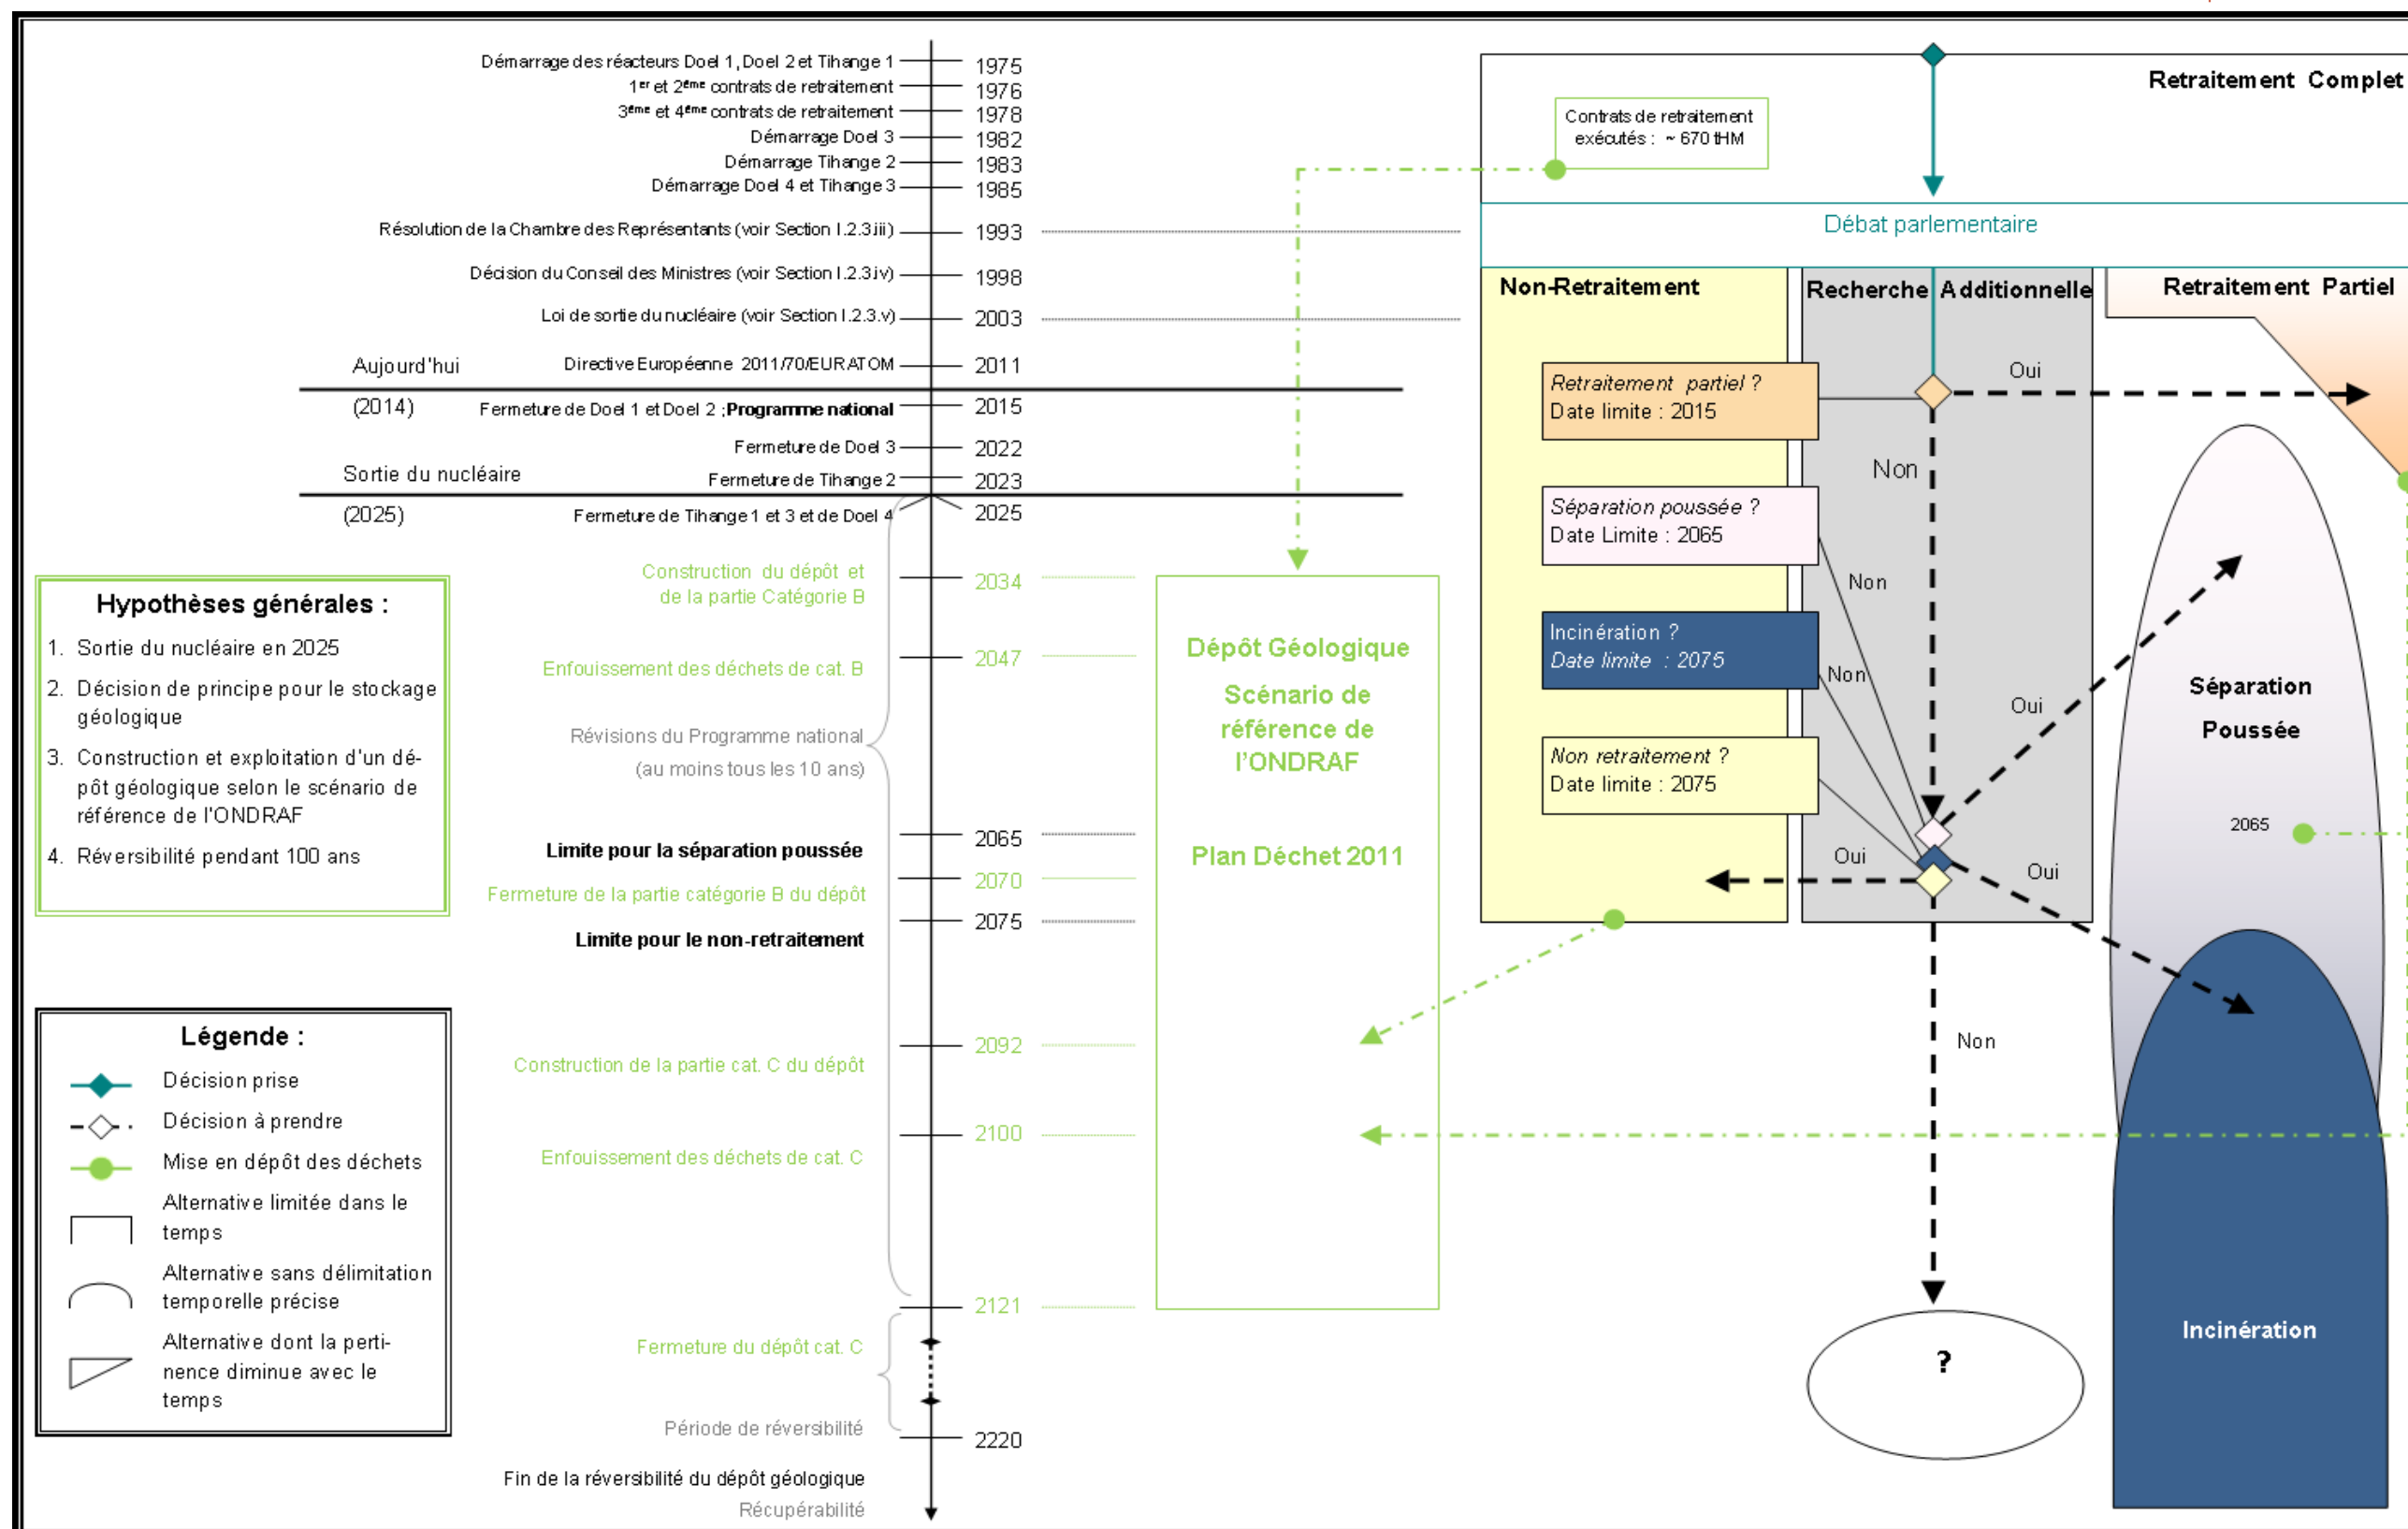 Démarrage des réacteurs Doel 1, Doel 2 et Tihange 1
1975
1er et 2ème contrats de retraitement
1976
3ème et 4ème contrats de retraitement
1978
Démarrage Doel 3
1982
Démarrage Tihange 2
1983
Démarrage Doel 4 et Tihange 3
1985
Résolution de la Chambre des Représentants (voir Section I.2.3.iii)
1993
Décision du Conseil des Ministres (voir Section I.2.3.iv)
1998
Loi de sortie du nucléaire (voir Section I.2.3.v)
2003
Aujourd'hui
Directive Européenne 2011/70/EURATOM
2011
(2014)
Fermeture de Doel 1 et Doel 2 ;Programme national
2015
Fermeture de Doel 3
2022
Sortie du nucléaire
Fermeture de Tihange 2
2023
(2025)
Fermeture de Tihange 1 et 3 et de Doel 4
2025
Construction du dépôt et
de la partie Catégorie B
2034
Enfouissement des déchets de cat. B
2047
Révisions du Programme national
(au moins tous les 10 ans)
Limite pour la séparation poussée
2065
Fermeture de la partie catégorie B du dépôt
2070
Limite pour le non-retraitement
2075
Construction de la partie cat. C du dépôt
2092
Enfouissement des déchets de cat. C
2100
2121
Fermeture du dépôt cat. C
Période de réversibilité
2220
Fin de la réversibilité du dépôt géologique
Récupérabilité
Hypothèses générales :
1. Sortie du nucléaire en 2025
2. Décision de principe pour le stockage
géologique
3. Construction et exploitation d'un dé-
pôt géologique selon le scénario de
référence de l'ONDRAF
4. Réversibilité pendant 100 ans
Légende :
Décision prise
Décision à prendre
Mise en dépôt des déchets
Alternative limitée dans le
temps
Alternative sans délimitation
temporelle précise
Alternative dont la perti-
nence diminue avec le
temps
Dépôt Géologique
Scénario de
référence de
l'ONDRAF
Plan Déchet 2011
Retraitement Complet
Contrats de retraitement
exécutés : ~ 670 tHM
Débat parlementaire
Non-Retraitement
Recherche Additionnelle
Retraitement Partiel
Retraitement partiel ?
Date limite : 2015
Oui
Non
Séparation poussée ?
Date Limite : 2065
Non
Incinération ?
Date limite : 2075
Non
Oui
Non retraitement ?
Date limite : 2075
Oui
Oui
Non
Séparation
Poussée
2065
Incinération
?